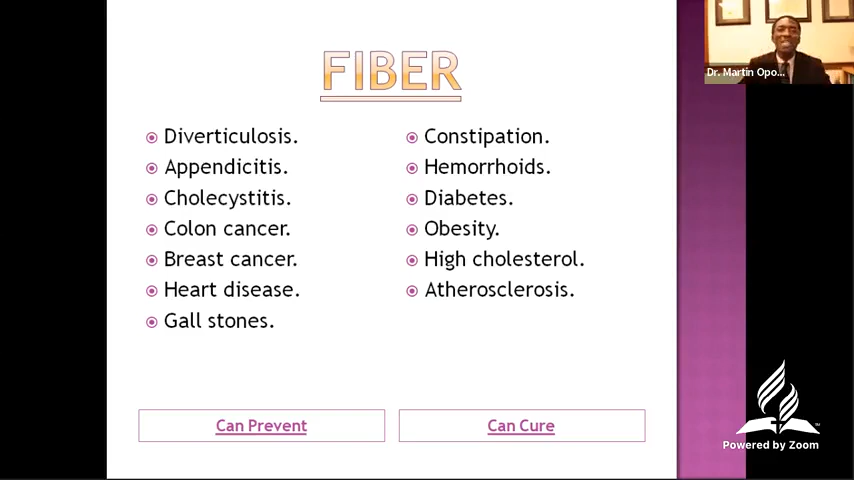 FIBER
Diverticulosis.
Appendicitis.
Cholecystitis.
Colon cancer.
Breast cancer.
Heart disease.
Gall stones.
Constipation.
Hemorrhoids.
Diabetes.
Obesity.
High cholesterol.
Atherosclerosis.
Can Prevent
Can Cure
Dr. Martin Opo...
Powered by Zoom